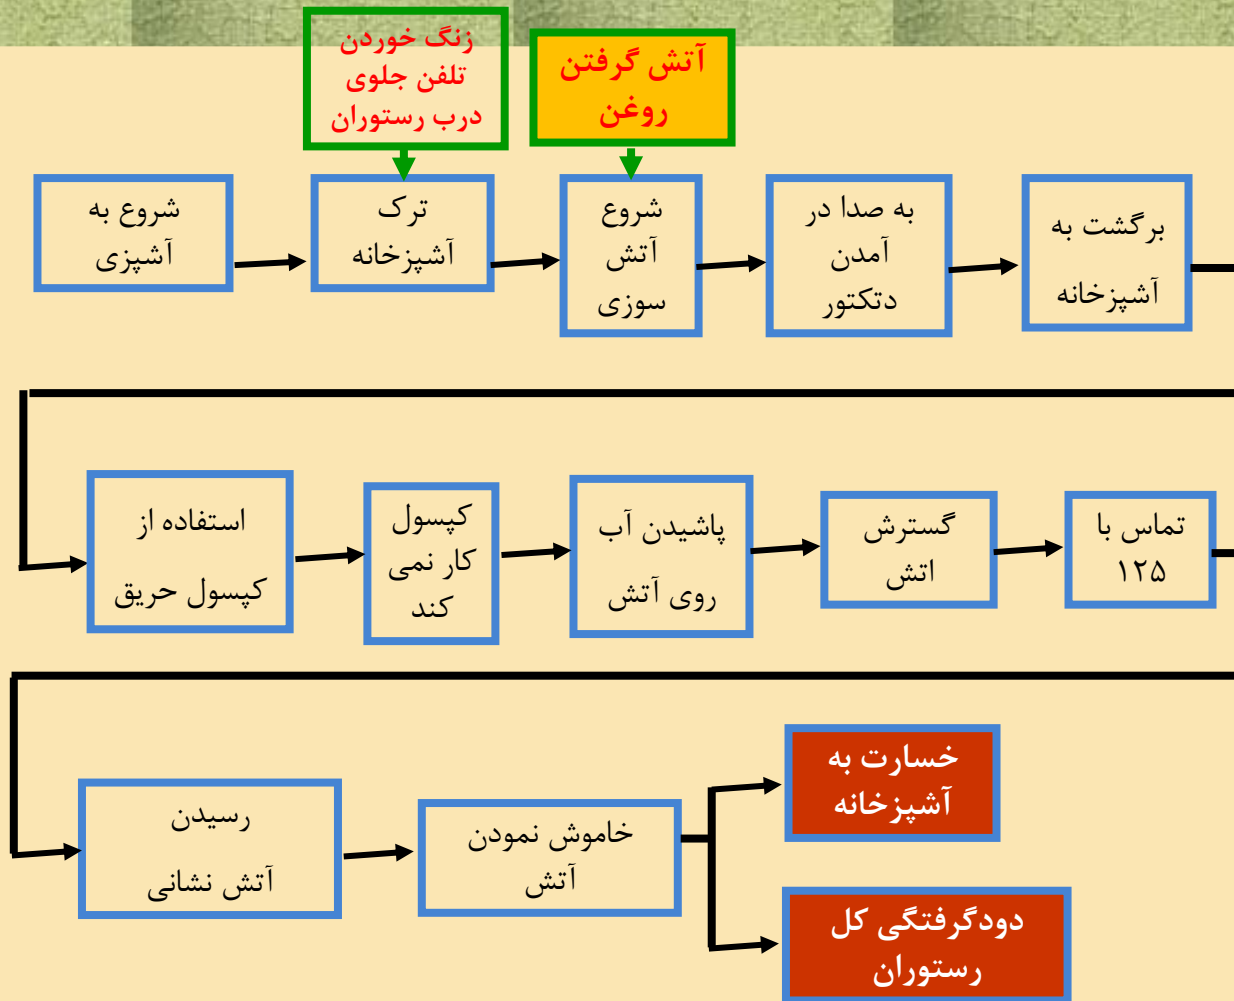 زنگ خوردن
تلفن جلوی
درب رستوران
آتش گرفتن
روغن
شروع به
آشپزی
ترک
آشپزخانه
شروع
آتش
سوزی
به صدا در
آمدن
دتکتور
برگشت به
آشپزخانه
استفاده از
کپسول حریق
کپسول
کار نمی
کند
پاشیدن آب
روی آتش
گسترش
اتش
تماس با
۱۲۵
رسیدن
آتش نشانی
خاموش نمودن
آتش
خسارت به
آشپزخانه
دودگرفتگی کل
رستوران